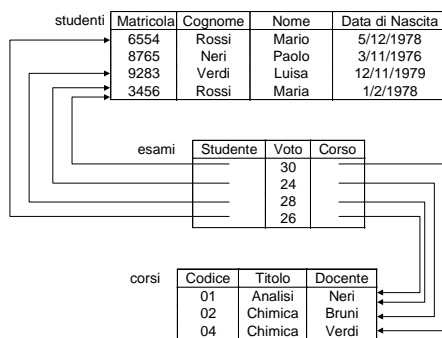 studenti Matricola Cognome Nome Data di Nascita
6554 Rossi Mario 5/12/1978
8765 Neri Paolo 3/11/1976
9283 Verdi Luisa 12/11/1979
3456 Rossi Maria 1/2/1978
esami Studente Voto Corso
30
24
28
26
corsi Codice Titolo Docente
01 Analisi Neri
02 Chimica Bruni
04 Chimica Verdi